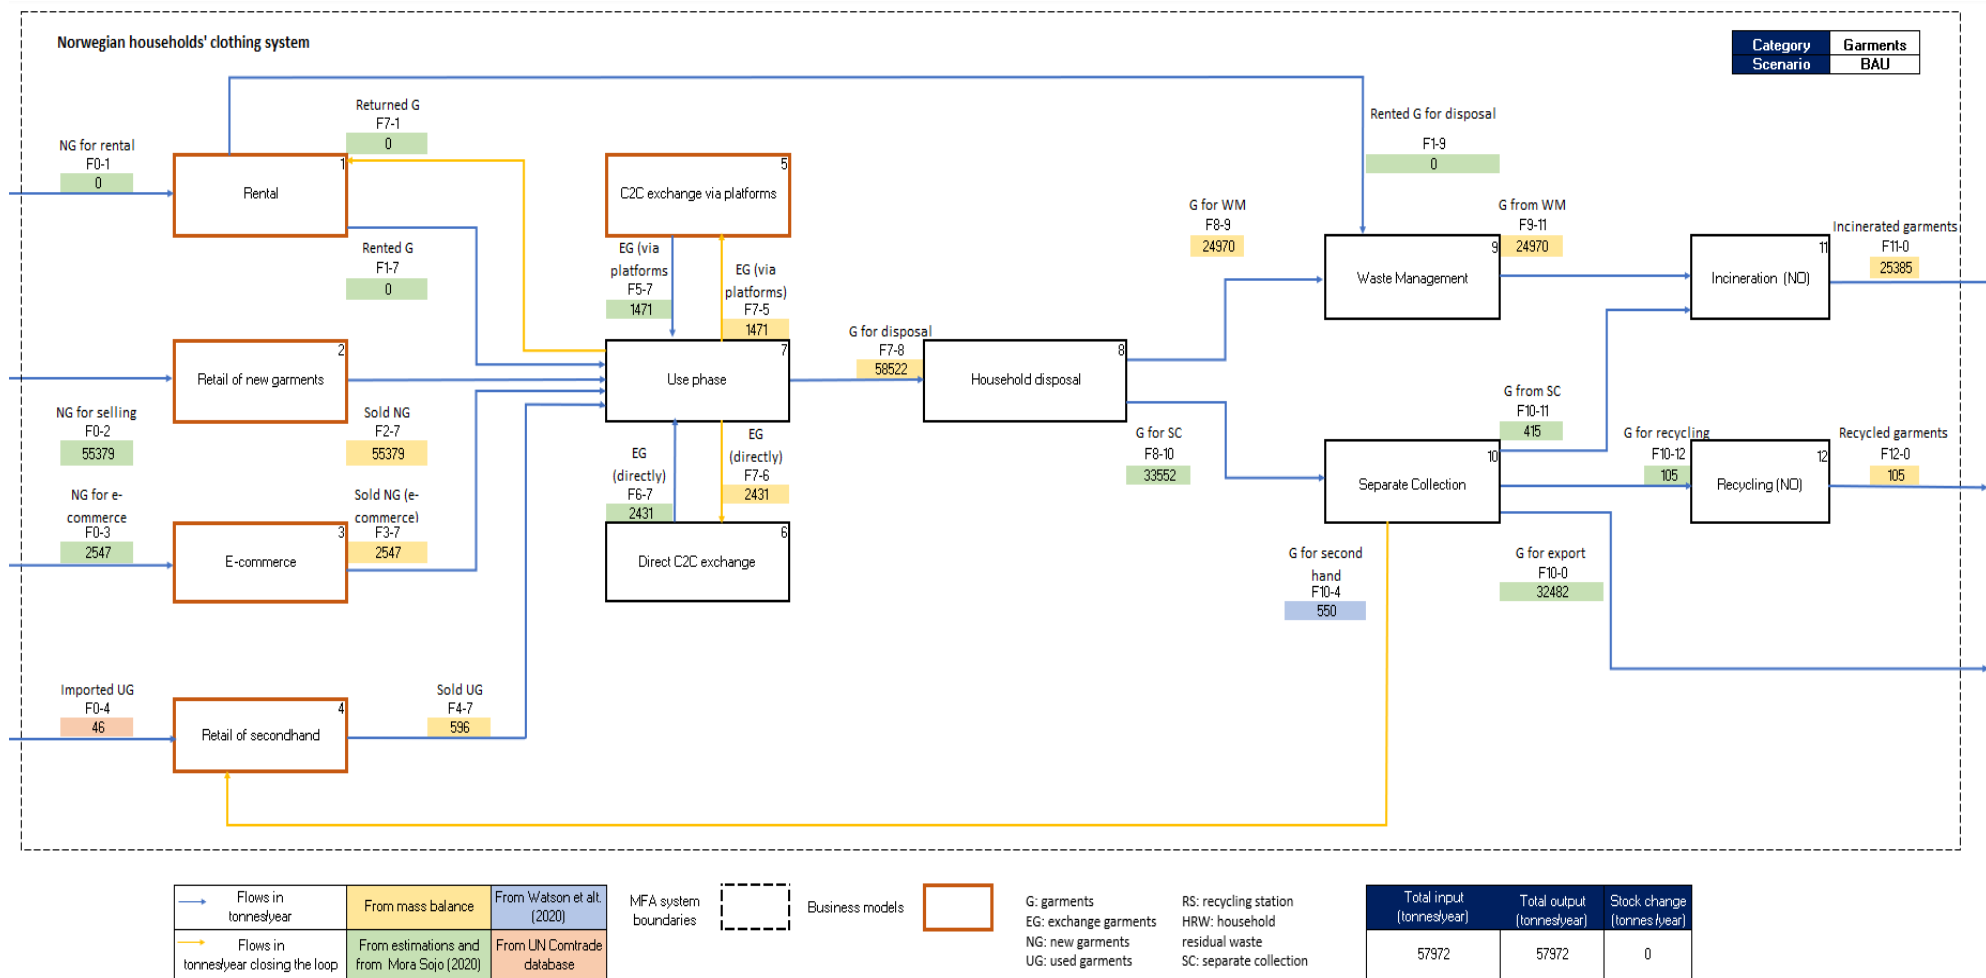 Norwegian households' clothing system
Category Garments
Scenario BAU
Returned G
F7-1
0
NG for rental
F0-1
0
1
Rental
Rented G
F1-7
0
5
C2C exchange via platforms
EG (via
platforms
F5-7
1471
EG (via
platforms)
F7-5
1471
Rented G for disposal
F1-9
0
G for WM
F8-9
24970
9
Waste Management
G from WM
F9-11
24970
11
Incineration (NO)
Incinerated garments
F11-0
25385
2
Retail of new garments
NG for selling
F0-2
55379
Sold NG
F2-7
55379
7
Use phase
G for disposal
F7-8
58522
8
Household disposal
G for SC
F8-10
33552
10
Separate Collection
G from SC
F10-11
415
G for recycling
F10-12
105
12
Recycling (NO)
Recycled garments
F12-0
105
NG for e-
commerce
F0-3
2547
3
E-commerce
Sold NG (e-
commerce)
F3-7
2547
EG
(directly)
F6-7
2431
EG
(directly)
F7-6
2431
6
Direct C2C exchange
G for second
hand
F10-4
550
G for export
F10-0
32482
Imported UG
F0-4
46
4
Retail of secondhand
Sold UG
F4-7
596
Flows in
tonnes/year
From mass balance
From Watson et alt.
(2020)
Flows in
tonnes/year closing the loop
From estimations and
from Mora Sojo (2020)
From UN Comtrade
database
MFA system
boundaries
Business models
G: garments
EG: exchange garments
NG: new garments
UG: used garments
RS: recycling station
HRW: household
residual waste
SC: separate collection
Total input
(tonnes/year)
Total output
(tonnes/year)
Stock change
(tonnes /year)
57972 57972 0